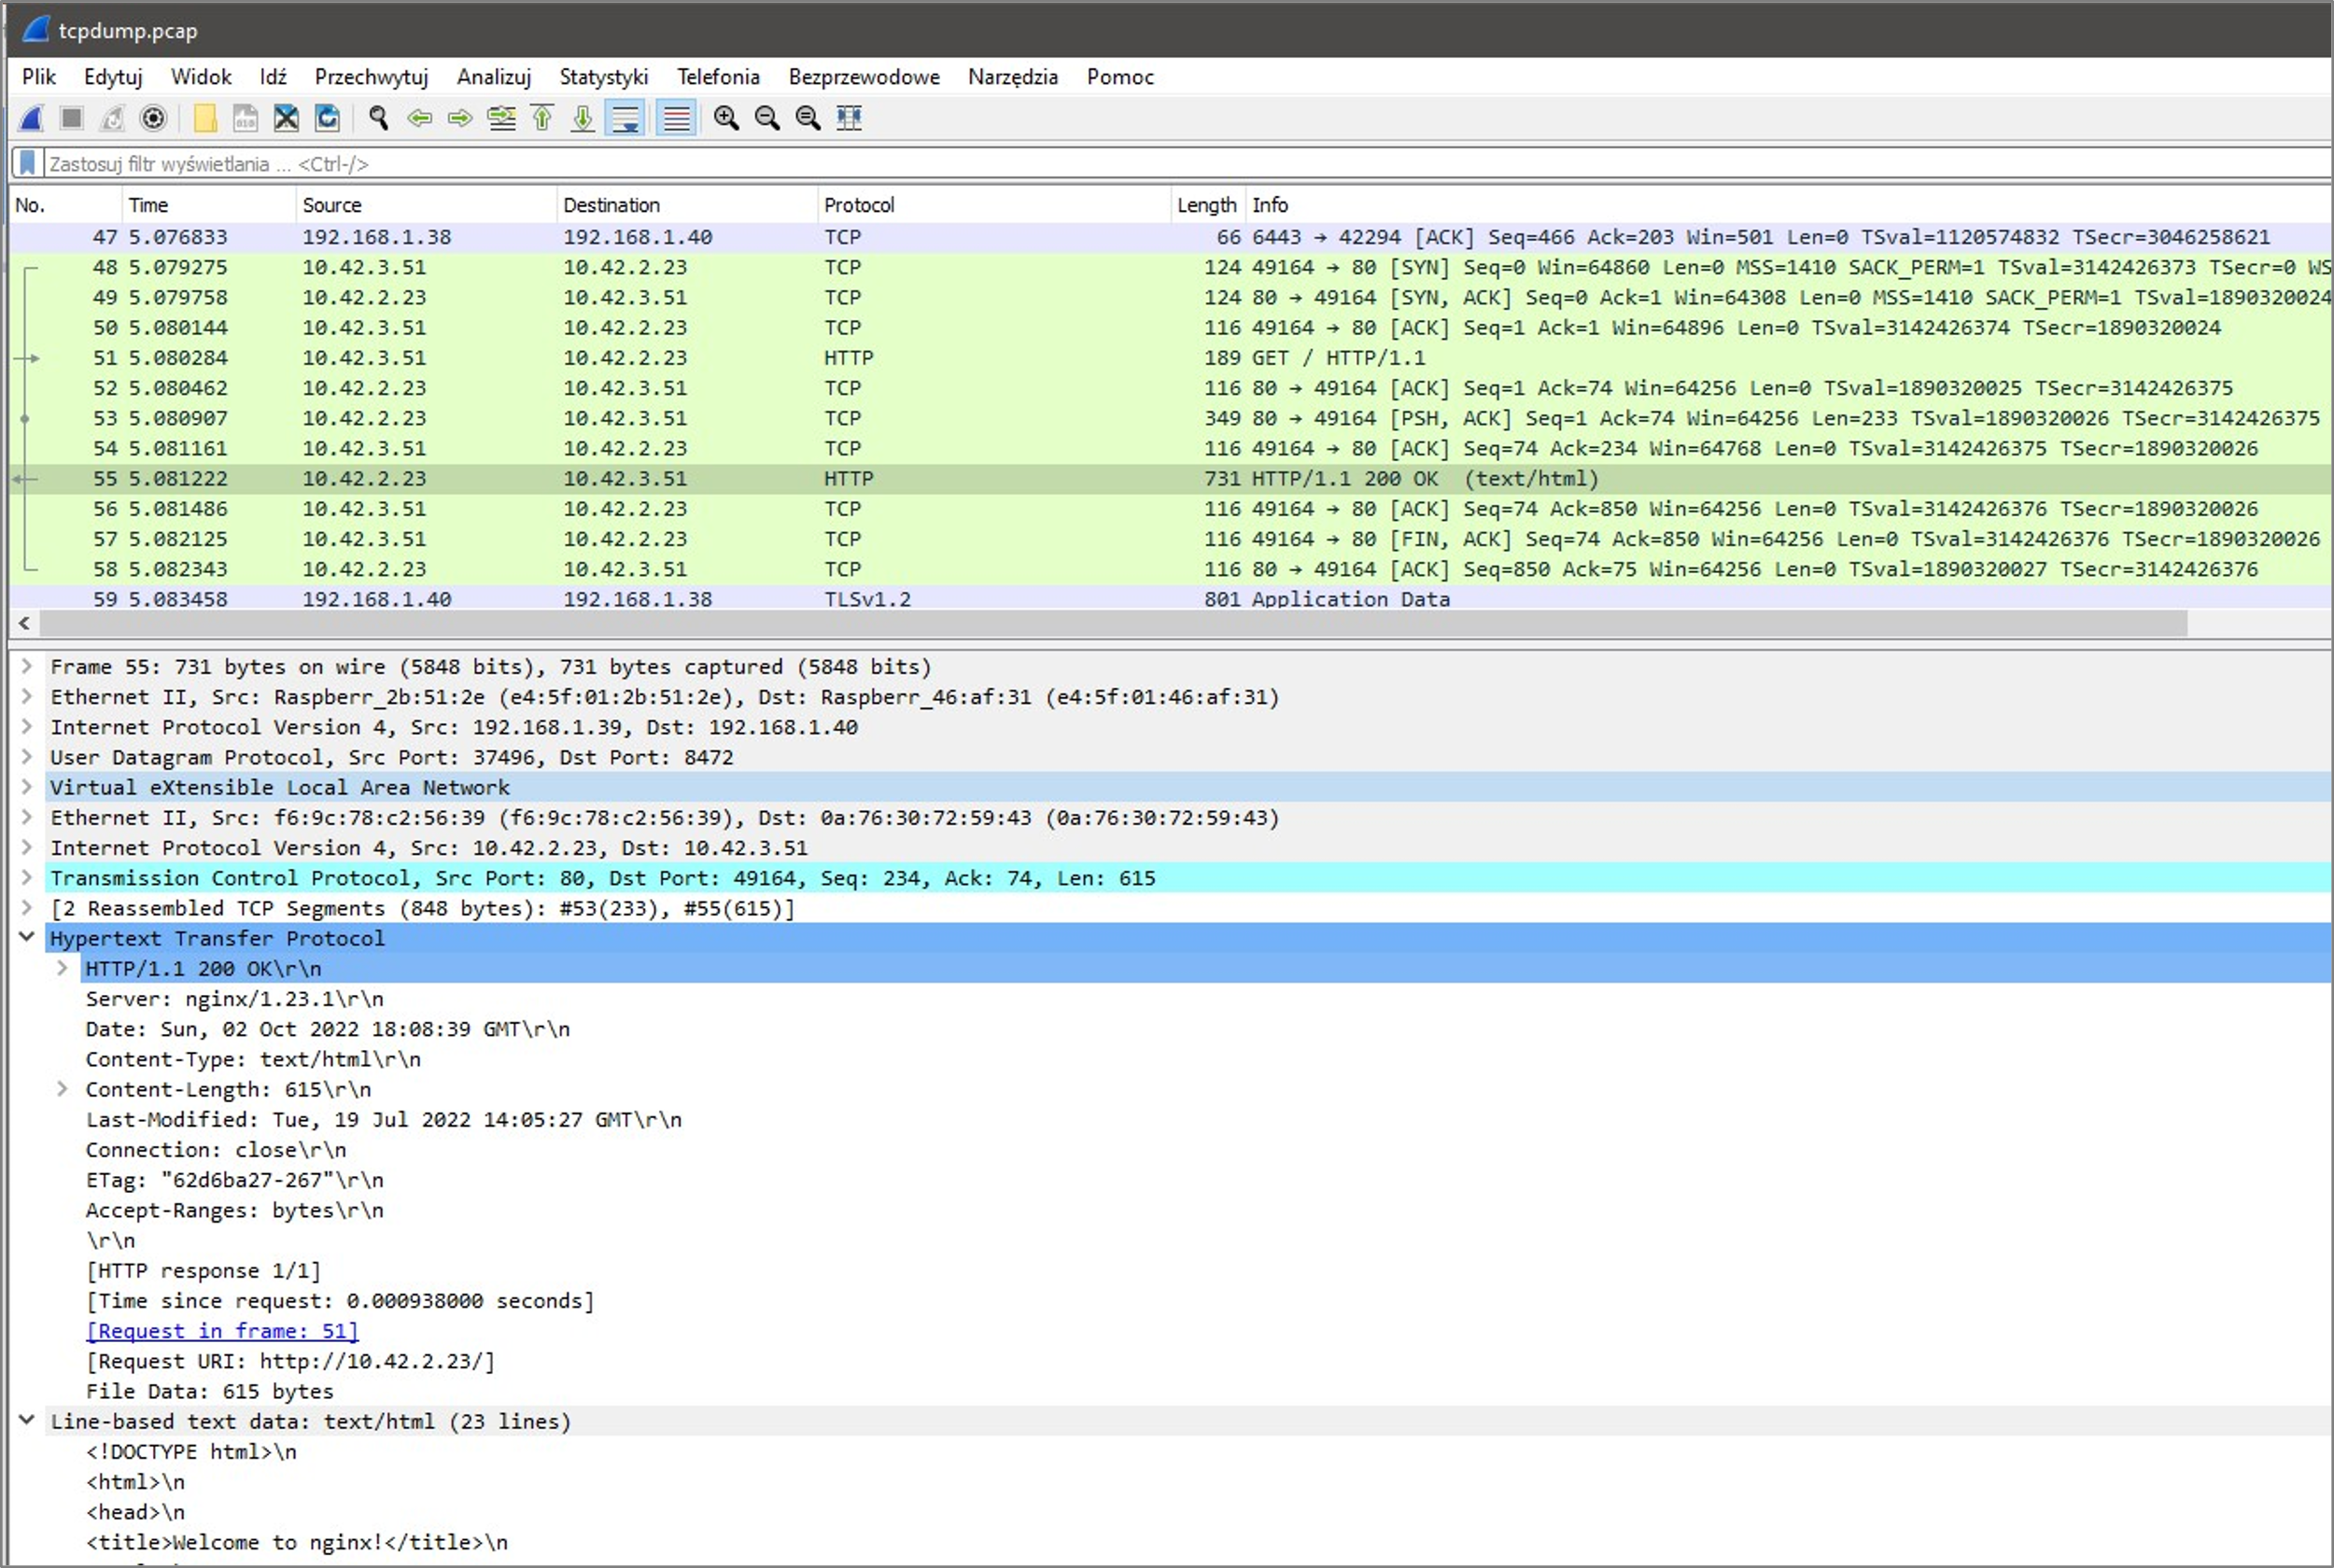 tcpdump.pcap
Plik Edytuj Widok Idź Przechwytuj Analizuj Statystyki Telefonia Bezprzewodowe Narzędzia Pomoc
Zastosuj filtr wyświetlania ... <Ctrl-/>
No. Time Source Destination Protocol Length Info
47 5.076833 192.168.1.38 192.168.1.40 TCP 66 6443 → 42294 [ACK] Seq=466 Ack=203 Win=501 Len=0 TSval=1120574832 TSecr=3046258621
48 5.079275 10.42.3.51 10.42.2.23 TCP 124 49164 → 80 [SYN] Seq=0 Win=64860 Len=0 MSS=1410 SACK_PERM=1 TSval=3142426373 TSecr=0 WS
49 5.079758 10.42.2.23 10.42.3.51 TCP 124 80 → 49164 [SYN, ACK] Seq=0 Ack=1 Win=64308 Len=0 MSS=1410 SACK_PERM=1 TSval=1890320024
50 5.080144 10.42.3.51 10.42.2.23 TCP 116 49164 → 80 [ACK] Seq=1 Ack=1 Win=64896 Len=0 TSval=3142426374 TSecr=1890320024
51 5.080284 10.42.3.51 10.42.2.23 HTTP 189 GET / HTTP/1.1
52 5.080462 10.42.2.23 10.42.3.51 TCP 116 80 → 49164 [ACK] Seq=1 Ack=74 Win=64256 Len=0 TSval=1890320025 TSecr=3142426375
53 5.080907 10.42.2.23 10.42.3.51 TCP 349 80 → 49164 [PSH, ACK] Seq=1 Ack=74 Win=64256 Len=233 TSval=1890320026 TSecr=3142426375
54 5.081161 10.42.3.51 10.42.2.23 TCP 116 49164 → 80 [ACK] Seq=74 Ack=234 Win=64768 Len=0 TSval=3142426375 TSecr=1890320026
55 5.081222 10.42.2.23 10.42.3.51 HTTP 731 HTTP/1.1 200 OK (text/html)
56 5.081486 10.42.3.51 10.42.2.23 TCP 116 49164 → 80 [ACK] Seq=74 Ack=850 Win=64256 Len=0 TSval=3142426376 TSecr=1890320026
57 5.082125 10.42.3.51 10.42.2.23 TCP 116 49164 → 80 [FIN, ACK] Seq=74 Ack=850 Win=64256 Len=0 TSval=3142426376 TSecr=1890320026
58 5.082343 10.42.2.23 10.42.3.51 TCP 116 80 → 49164 [ACK] Seq=850 Ack=75 Win=64256 Len=0 TSval=1890320027 TSecr=3142426376
59 5.083458 192.168.1.40 192.168.1.38 TLSv1.2 801 Application Data
Frame 55: 731 bytes on wire (5848 bits), 731 bytes captured (5848 bits)
Ethernet II, Src: Raspberr_2b:51:2e (e4:5f:01:2b:51:2e), Dst: Raspberr_46:af:31 (e4:5f:01:46:af:31)
Internet Protocol Version 4, Src: 192.168.1.39, Dst: 192.168.1.40
User Datagram Protocol, Src Port: 37496, Dst Port: 8472
Virtual eXtensible Local Area Network
Ethernet II, Src: f6:9c:78:c2:56:39 (f6:9c:78:c2:56:39), Dst: 0a:76:30:72:59:43 (0a:76:30:72:59:43)
Internet Protocol Version 4, Src: 10.42.2.23, Dst: 10.42.3.51
Transmission Control Protocol, Src Port: 80, Dst Port: 49164, Seq: 234, Ack: 74, Len: 615
[2 Reassembled TCP Segments (848 bytes): #53(233), #55(615)]
Hypertext Transfer Protocol
HTTP/1.1 200 OK\r\n
Server: nginx/1.23.1\r\n
Date: Sun, 02 Oct 2022 18:08:39 GMT\r\n
Content-Type: text/html\r\n
Content-Length: 615\r\n
Last-Modified: Tue, 19 Jul 2022 14:05:27 GMT\r\n
Connection: close\r\n
ETag: "62d6ba27-267"\r\n
Accept-Ranges: bytes\r\n
\r\n
[HTTP response 1/1]
[Time since request: 0.000938000 seconds]
[Request in frame: 51]
[Request URI: http://10.42.2.23/]
File Data: 615 bytes
Line-based text data: text/html (23 lines)
<!DOCTYPE html>\n
<html>\n
<head>\n
<title>Welcome to nginx!</title>\n